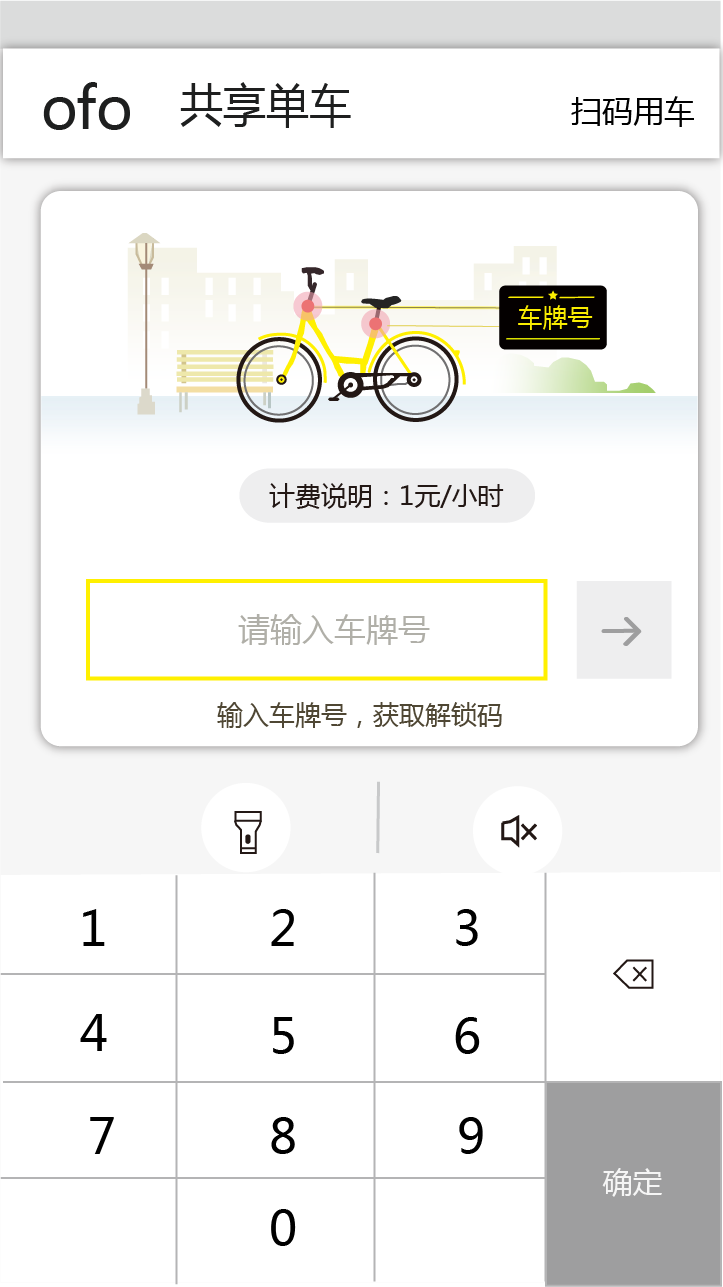 ofo 共享单车 扫码用车
车牌号
计费说明：1元/小时
请输入车牌号
输入车牌号，获取解锁码
1 2 3
4 5 6
7 8 9
确定
0